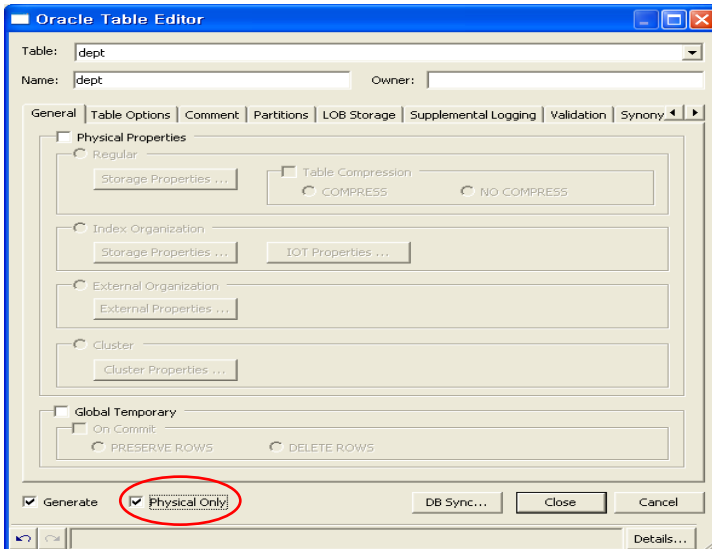 Oracle Table Editor
Table: dept
Name: dept Owner:
General Table Options Comment Partitions LOB Storage Supplemental Logging Validation Synony
Physical Properties
Regular
Storage Properties ... Table Compression
COMPRESS NO COMPRESS
Index Organization
Storage Properties ... IOT Properties ...
External Organization
External Properties ...
Cluster
Cluster Properties ...
Global Temporary
On Commit
PRESERVE ROWS DELETE ROWS
Generate Physical Only DB Sync... Close Cancel
Details...